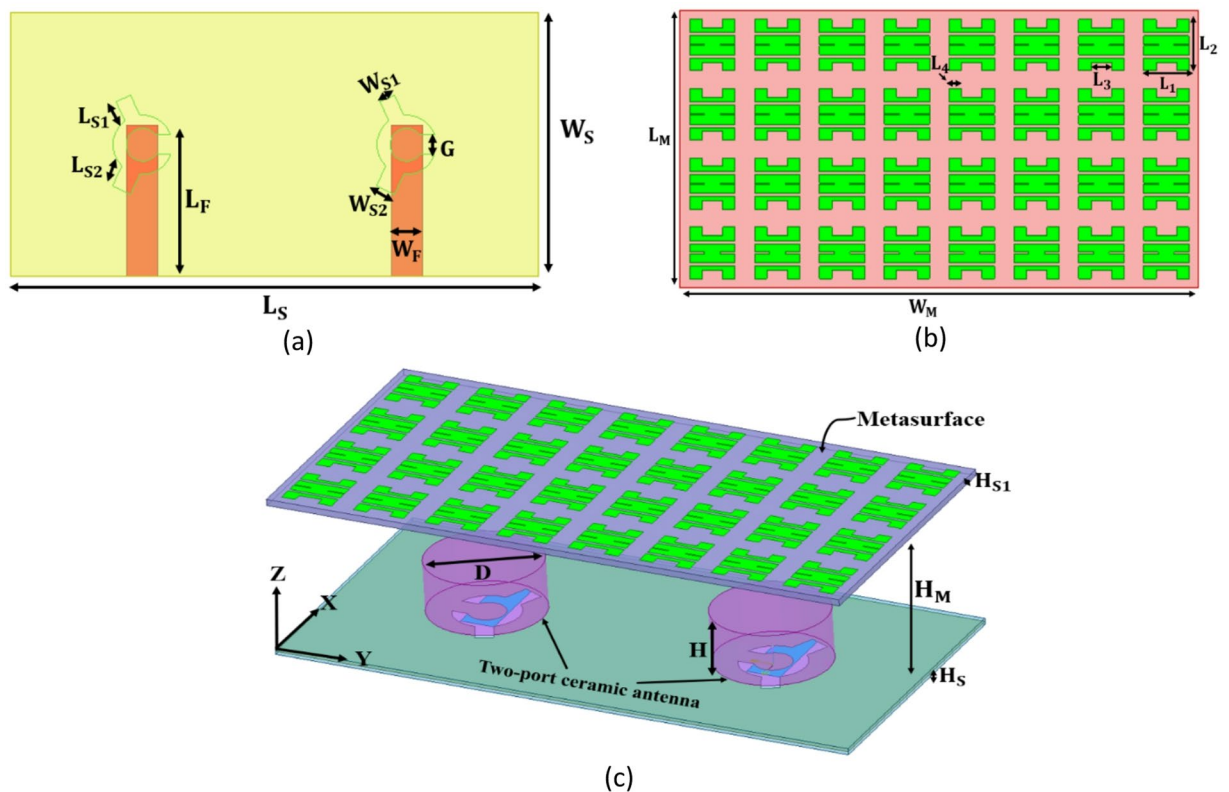 W_S1
L_S1
L_S2
G
W_S
L_F
W_S2
W_F
L_S
(a)
L_2
L_4
L_3
L_1
L_M
W_M
(b)
Metasurface
H_S1
D
Z
X
Y
H
H_M
H_S
Two-port ceramic antenna
(c)